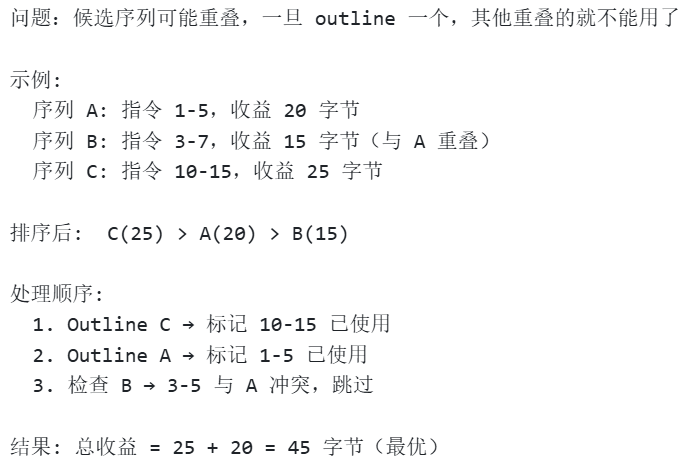 问题：候选序列可能重叠，一旦 outline 一个，其他重叠的就不能用了
示例：
序列 A: 指令 1-5，收益 20 字节
序列 B: 指令 3-7，收益 15 字节（与 A 重叠）
序列 C: 指令 10-15，收益 25 字节
排序后： C(25) > A(20) > B(15)
处理顺序：
1. Outline C → 标记 10-15 已使用
2. Outline A → 标记 1-5 已使用
3. 检查 B → 3-5 与 A 冲突，跳过
结果: 总收益 = 25 + 20 = 45 字节（最优）